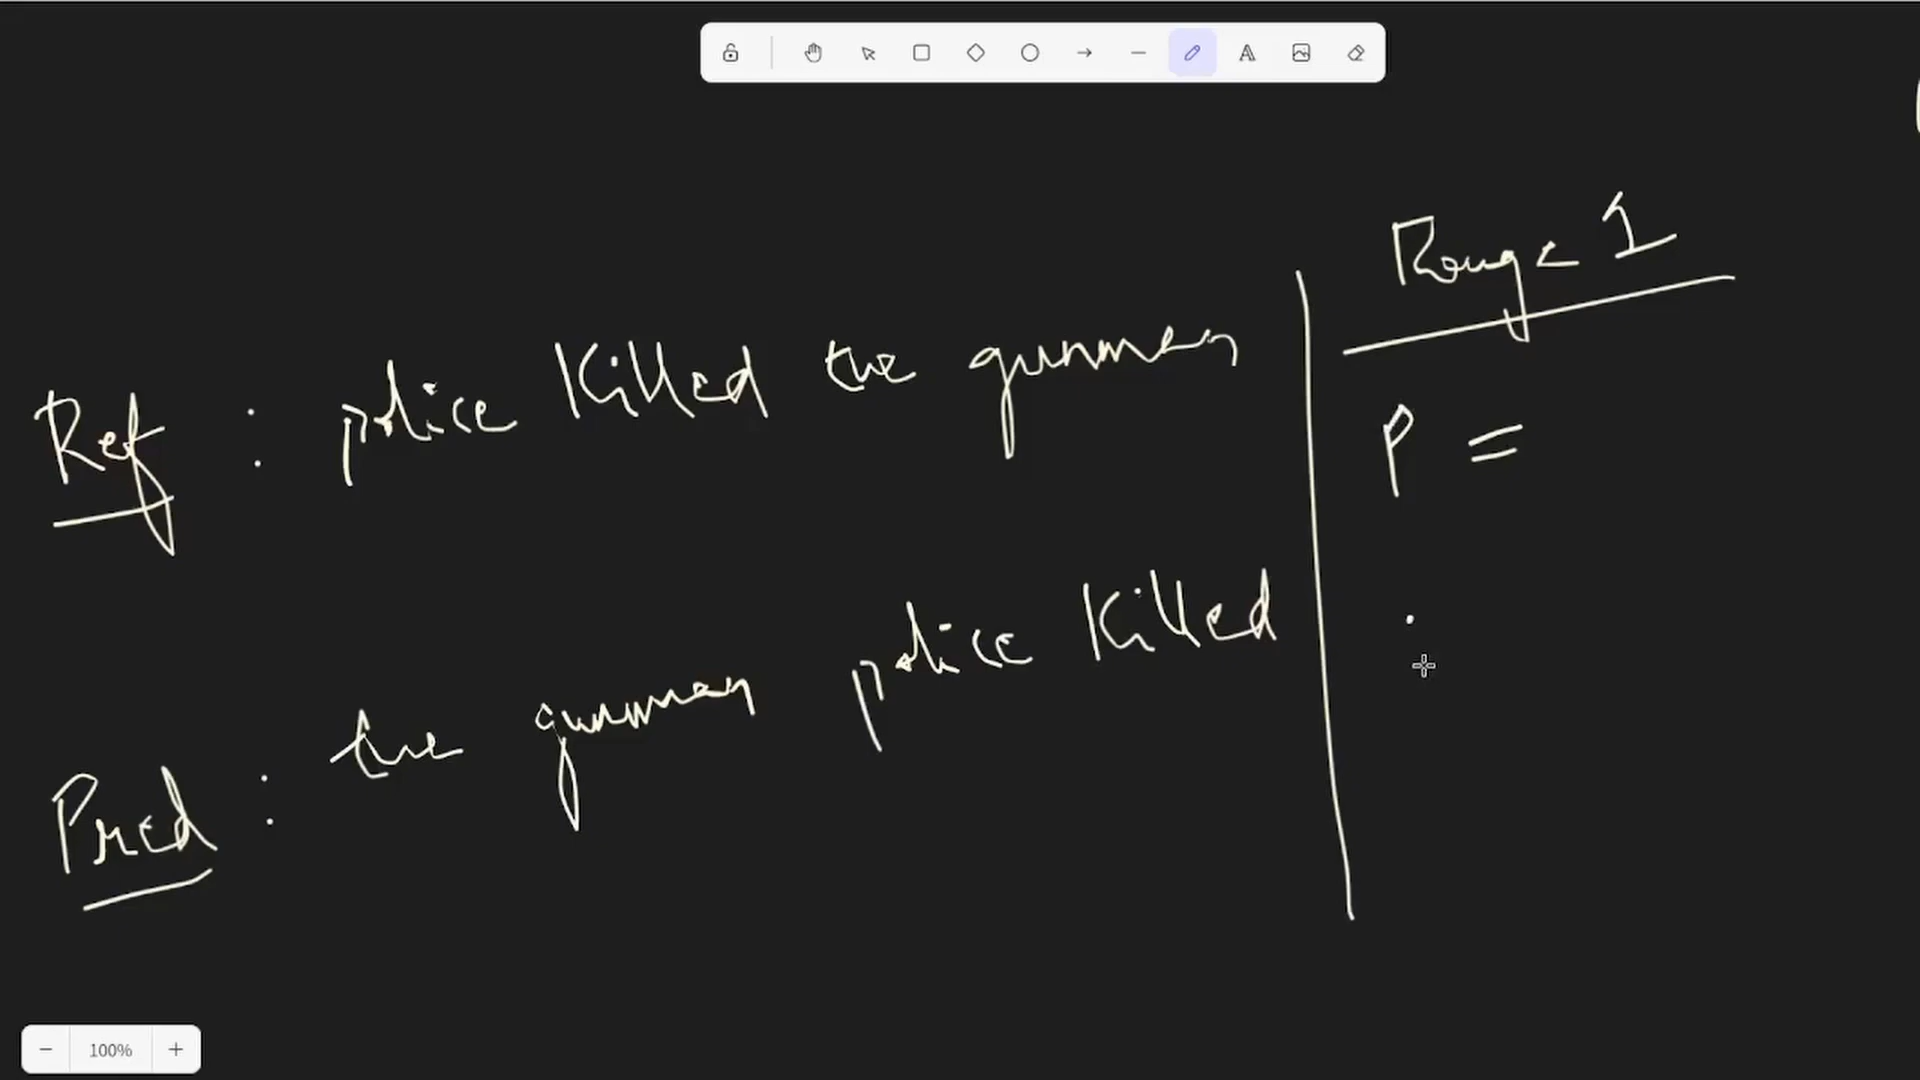 Rouge 1
Ref : police killed the gunman
P =
Pred : the gunman police killed
100%